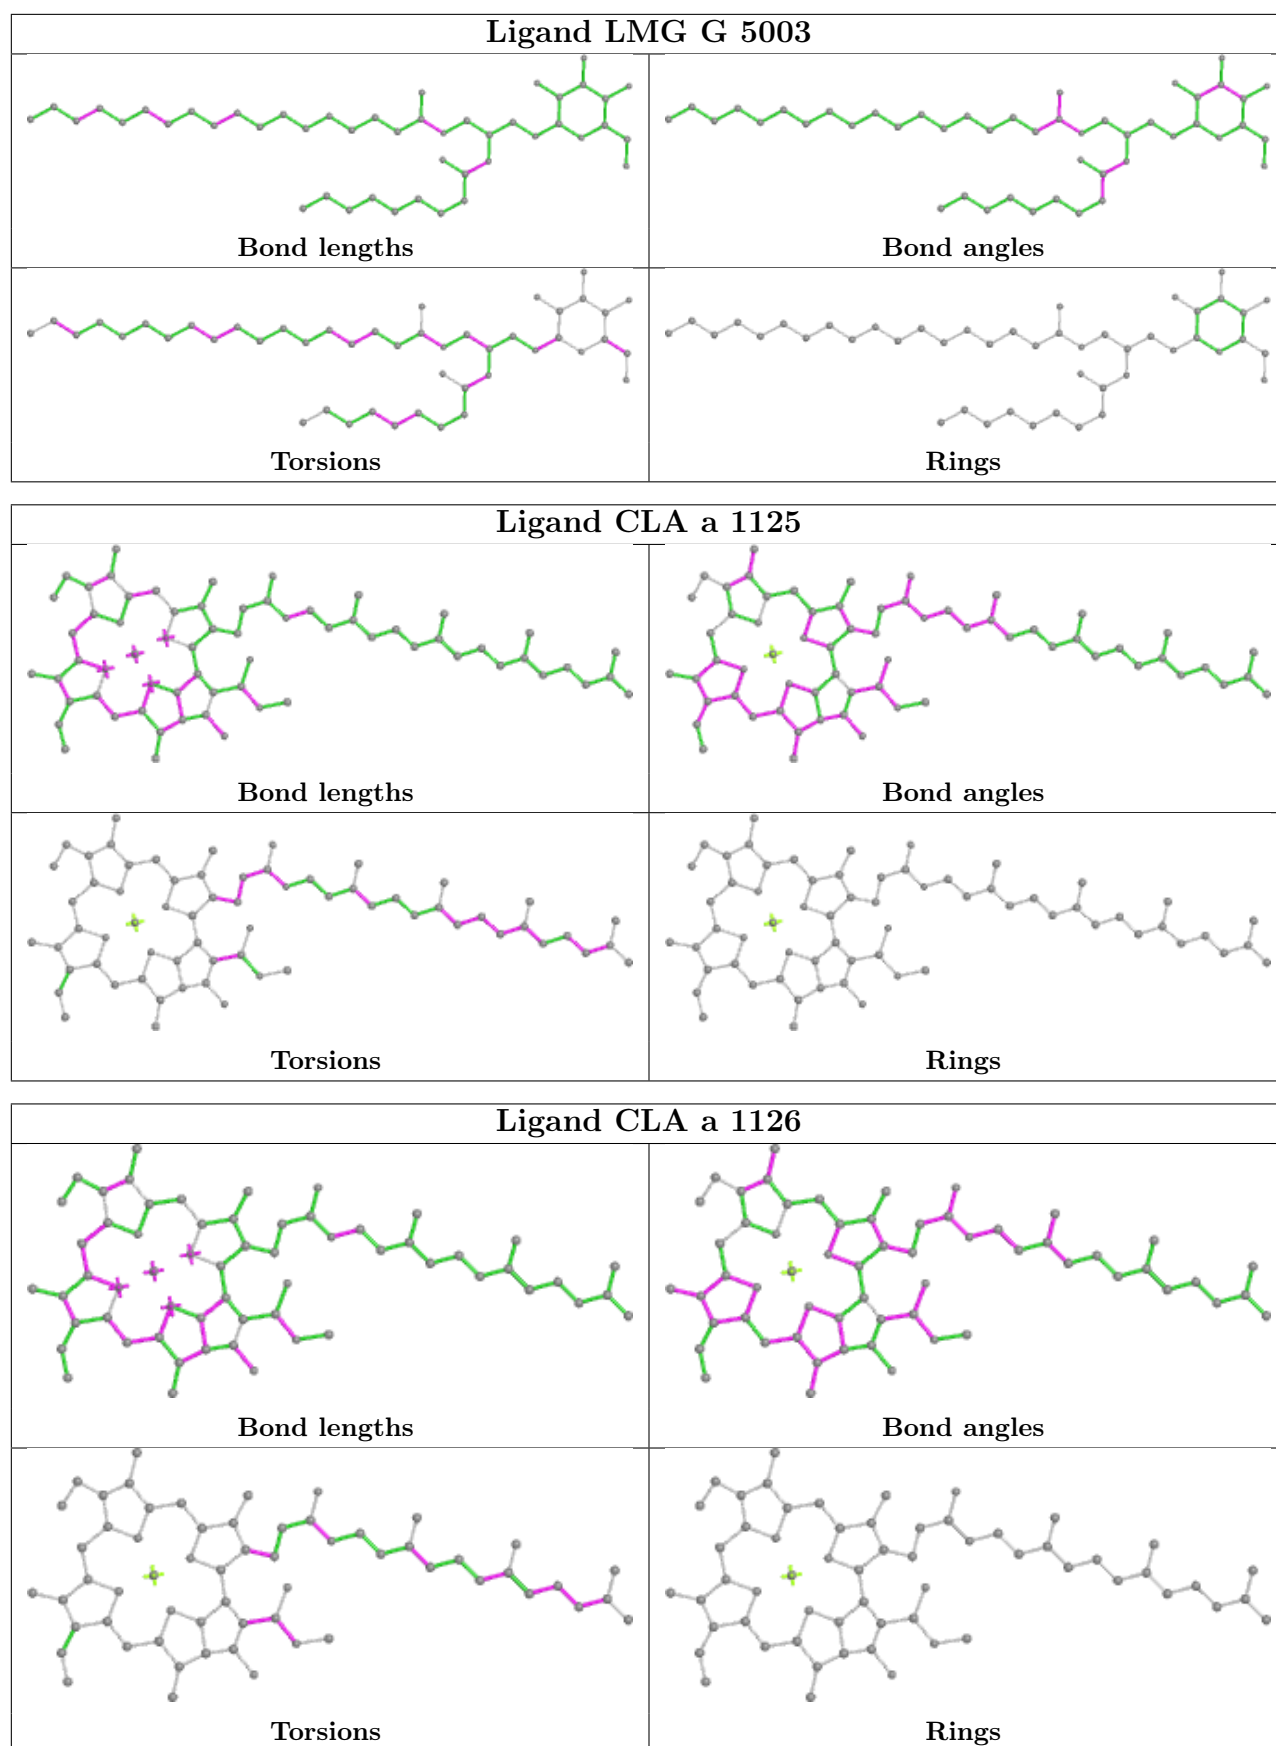 Ligand LMG G 5003
Bond lengths
Bond angles
Torsions
Rings
Ligand CLA a 1125
Bond lengths
Bond angles
Torsions
Rings
Ligand CLA a 1126
Bond lengths
Bond angles
Torsions
Rings